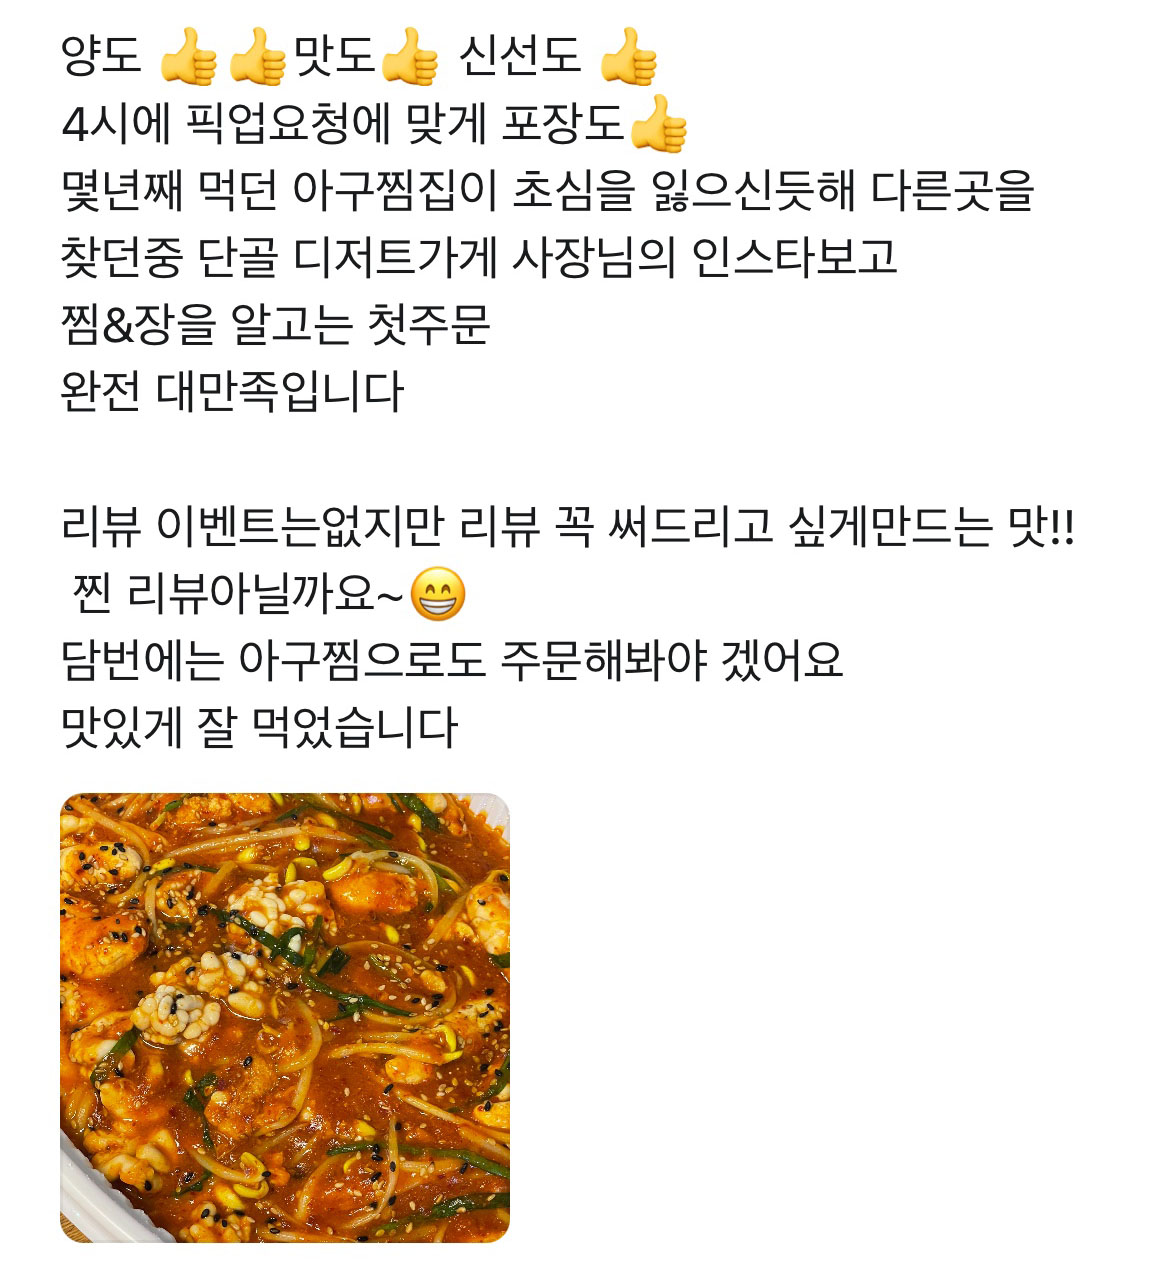 양도 👍👍맛도👍 신선도 👍
4시에 픽업요청에 맞게 포장도👍
몇년째 먹던 아구찜집이 초심을 잃으신듯해 다른곳을
찾던중 단골 디저트가게 사장님의 인스타보고
찜&장을 알고는 첫주문
완전 대만족입니다

리뷰 이벤트는없지만 리뷰 꼭 써드리고 싶게만드는 맛!!
찐 리뷰아닐까요~😁
담번에는 아구찜으로도 주문해봐야 겠어요
맛있게 잘 먹었습니다